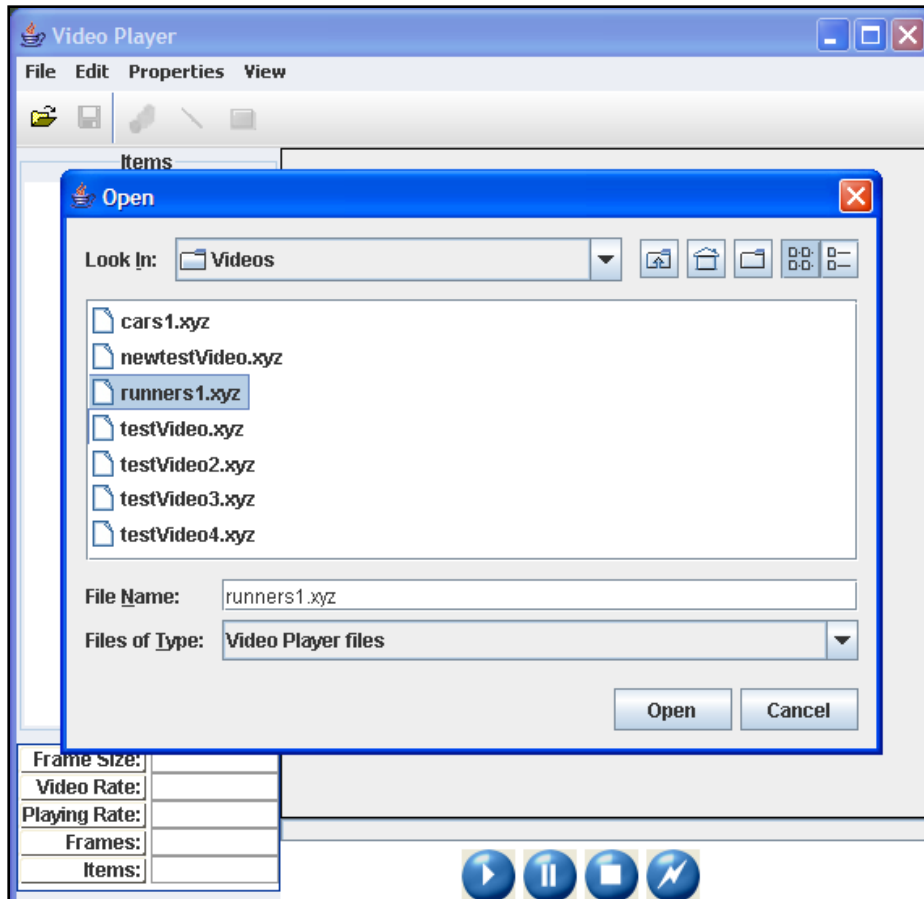 Video Player
File Edit Properties View
Items
Open
Look In: Videos
cars1.xyz
newtestVideo.xyz
runners1.xyz
testVideo.xyz
testVideo2.xyz
testVideo3.xyz
testVideo4.xyz
File Name: runners1.xyz
Files of Type: Video Player files
Open Cancel
Frame Size:
Video Rate:
Playing Rate:
Frames:
Items: